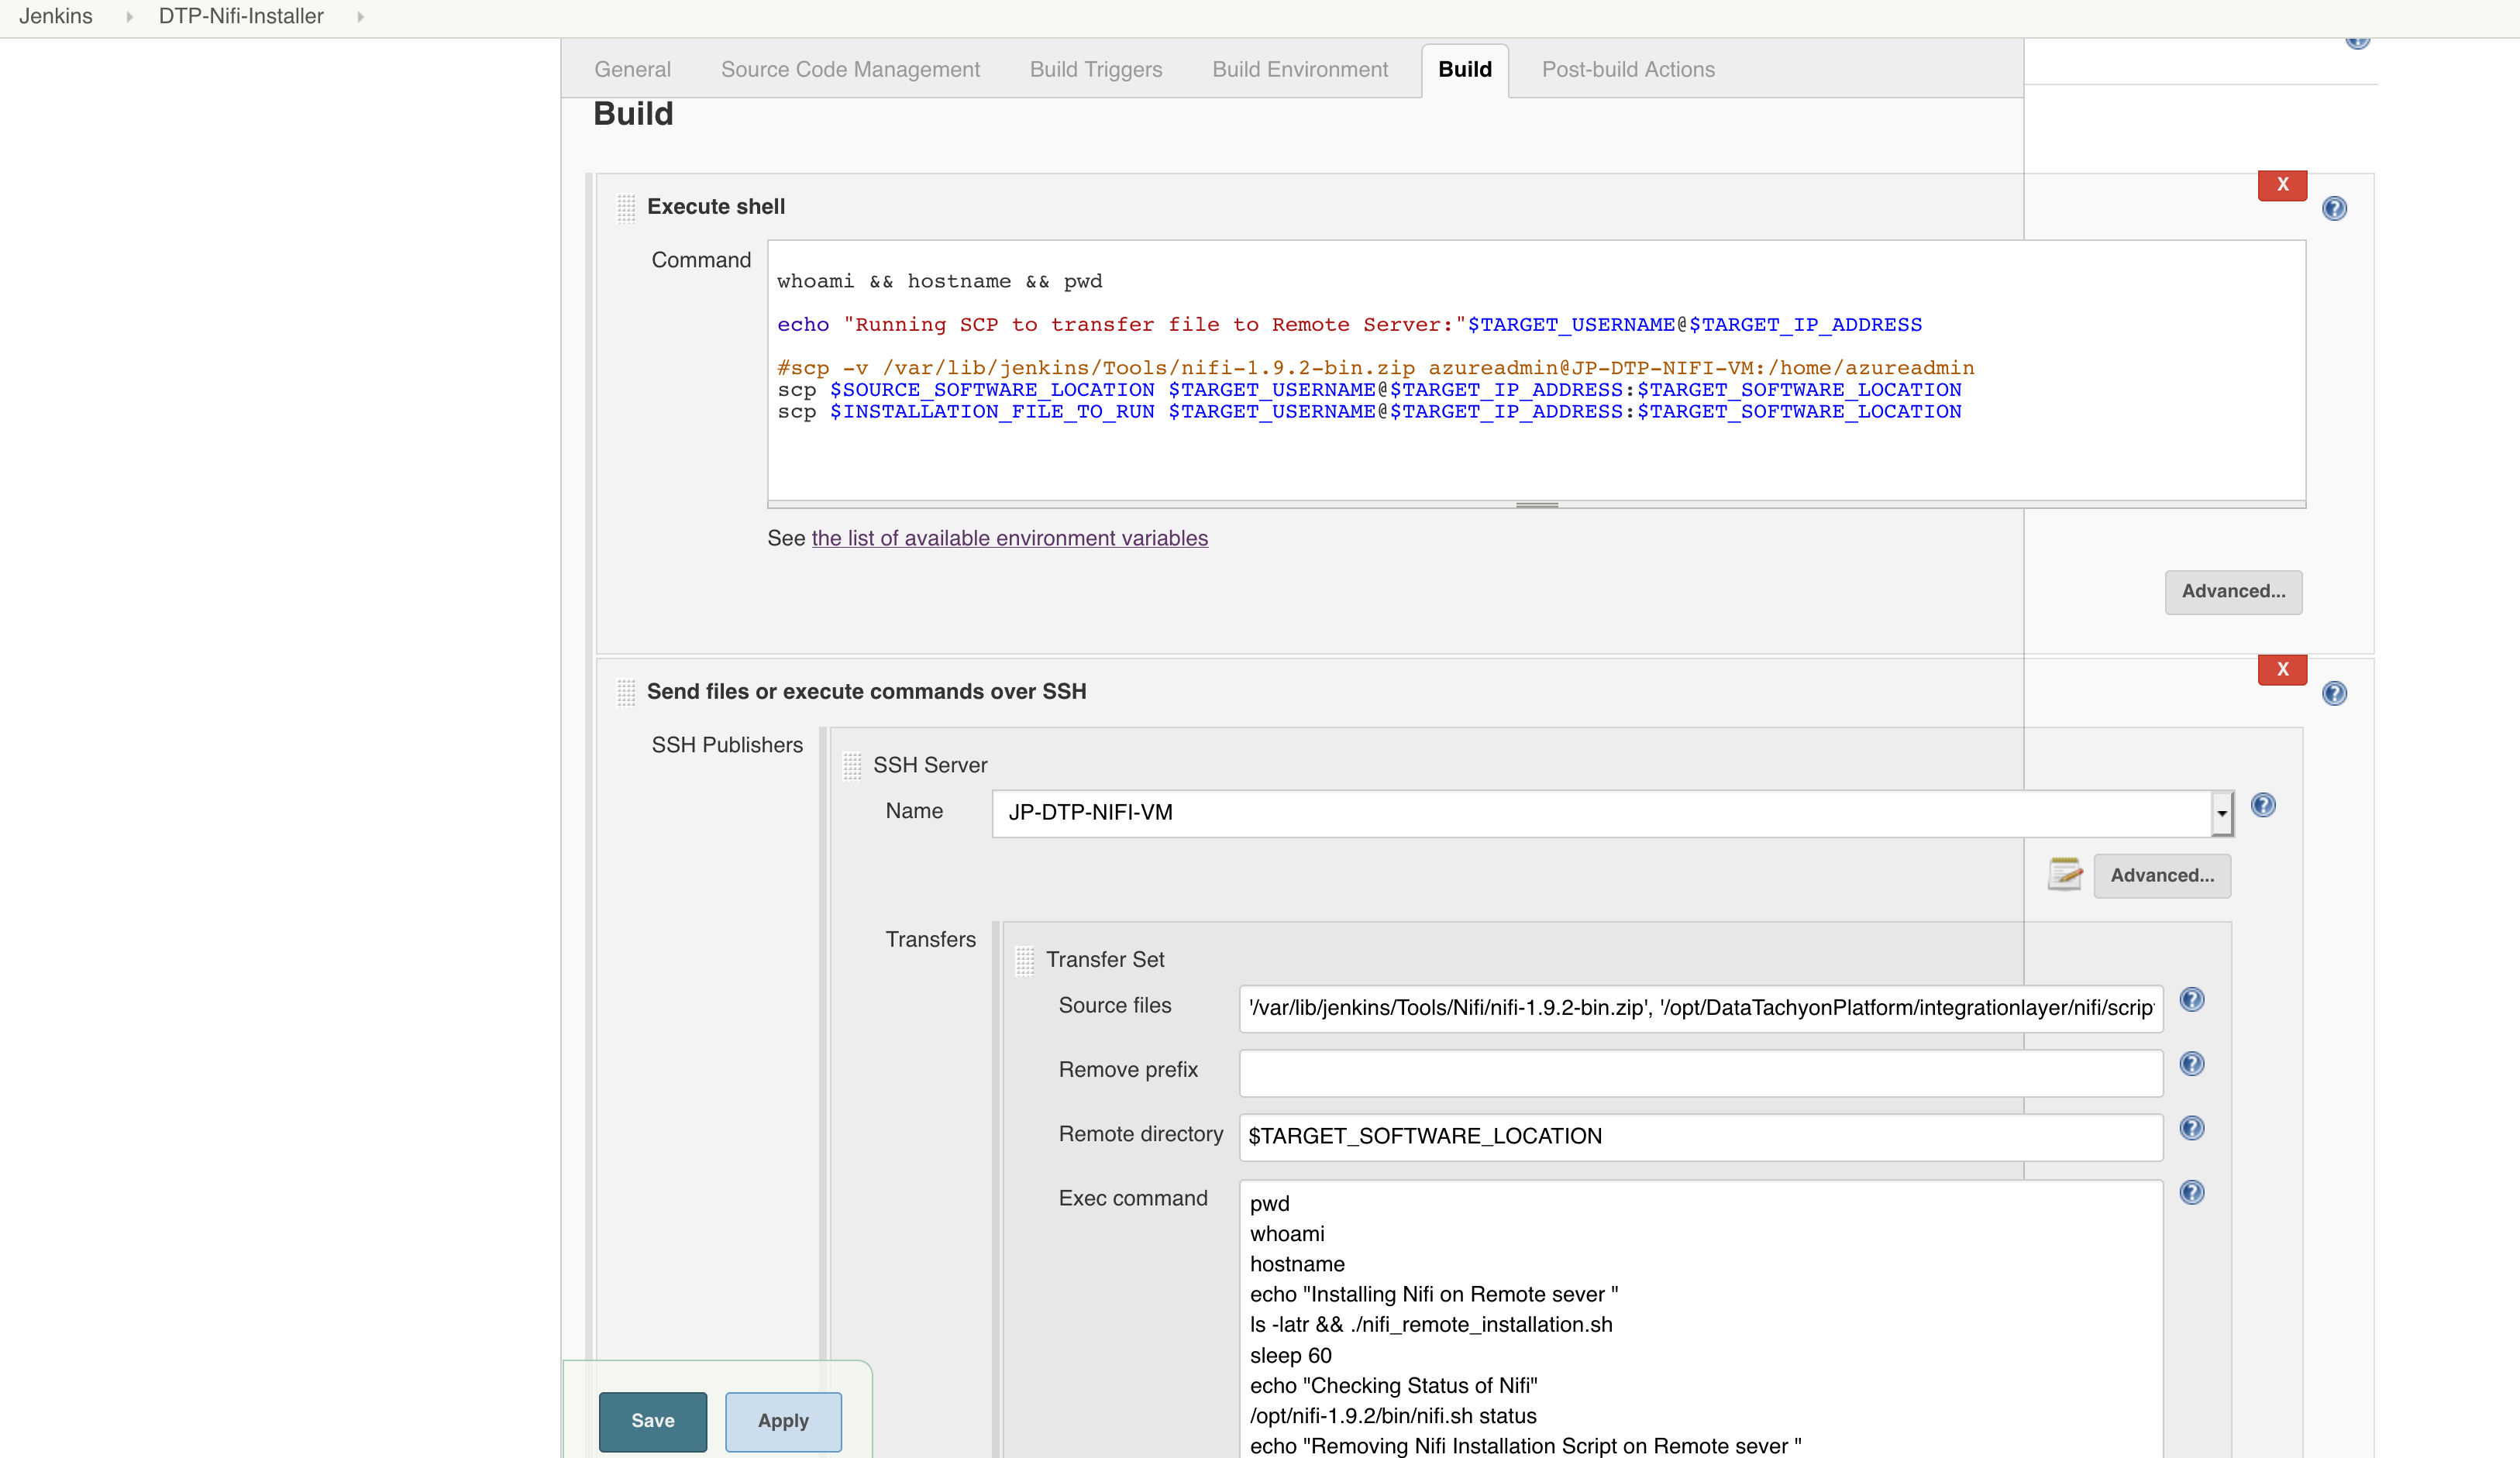 Jenkins DTP-Nifi-Installer
General Source Code Management Build Triggers Build Environment Build Post-build Actions
Build
X
Execute shell
Command
whoami && hostname && pwd
echo "Running SCP to transfer file to Remote Server:"$TARGET_USERNAME@$TARGET_IP_ADDRESS
#scp -v /var/lib/jenkins/Tools/nifi-1.9.2-bin.zip azureadmin@JP-DTP-NIFI-VM:/home/azureadmin
scp $SOURCE_SOFTWARE_LOCATION $TARGET_USERNAME@$TARGET_IP_ADDRESS:$TARGET_SOFTWARE_LOCATION
scp $INSTALLATION_FILE_TO_RUN $TARGET_USERNAME@$TARGET_IP_ADDRESS:$TARGET_SOFTWARE_LOCATION
See the list of available environment variables
Advanced...
X
Send files or execute commands over SSH
SSH Publishers
SSH Server
Name JP-DTP-NIFI-VM
Advanced...
Transfers
Transfer Set
Source files '/var/lib/jenkins/Tools/Nifi/nifi-1.9.2-bin.zip', '/opt/DataTachyonPlatform/integrationlayer/nifi/scrip
Remove prefix
Remote directory $TARGET_SOFTWARE_LOCATION
Exec command
pwd
whoami
hostname
echo "Installing Nifi on Remote sever "
ls -latr && ./nifi_remote_installation.sh
sleep 60
echo "Checking Status of Nifi"
/opt/nifi-1.9.2/bin/nifi.sh status
echo "Removing Nifi Installation Script on Remote sever "
Save Apply